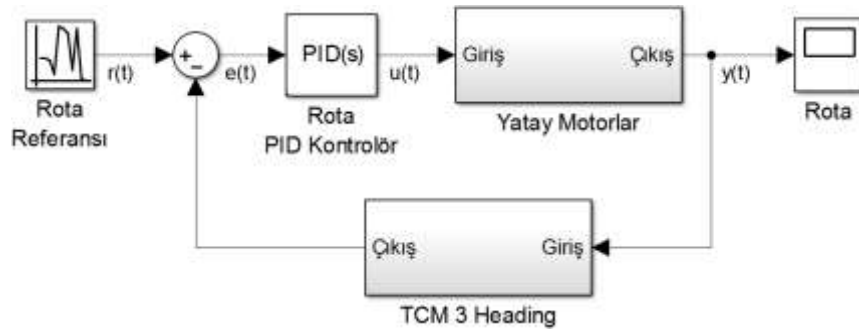 +
−
r(t)
e(t)
PID(s)
u(t)
Giriş
Çıkış
y(t)
Rota
Referansı
Rota
PID Kontrolör
Yatay Motorlar
Rota
Çıkış
Giriş
TCM 3 Heading